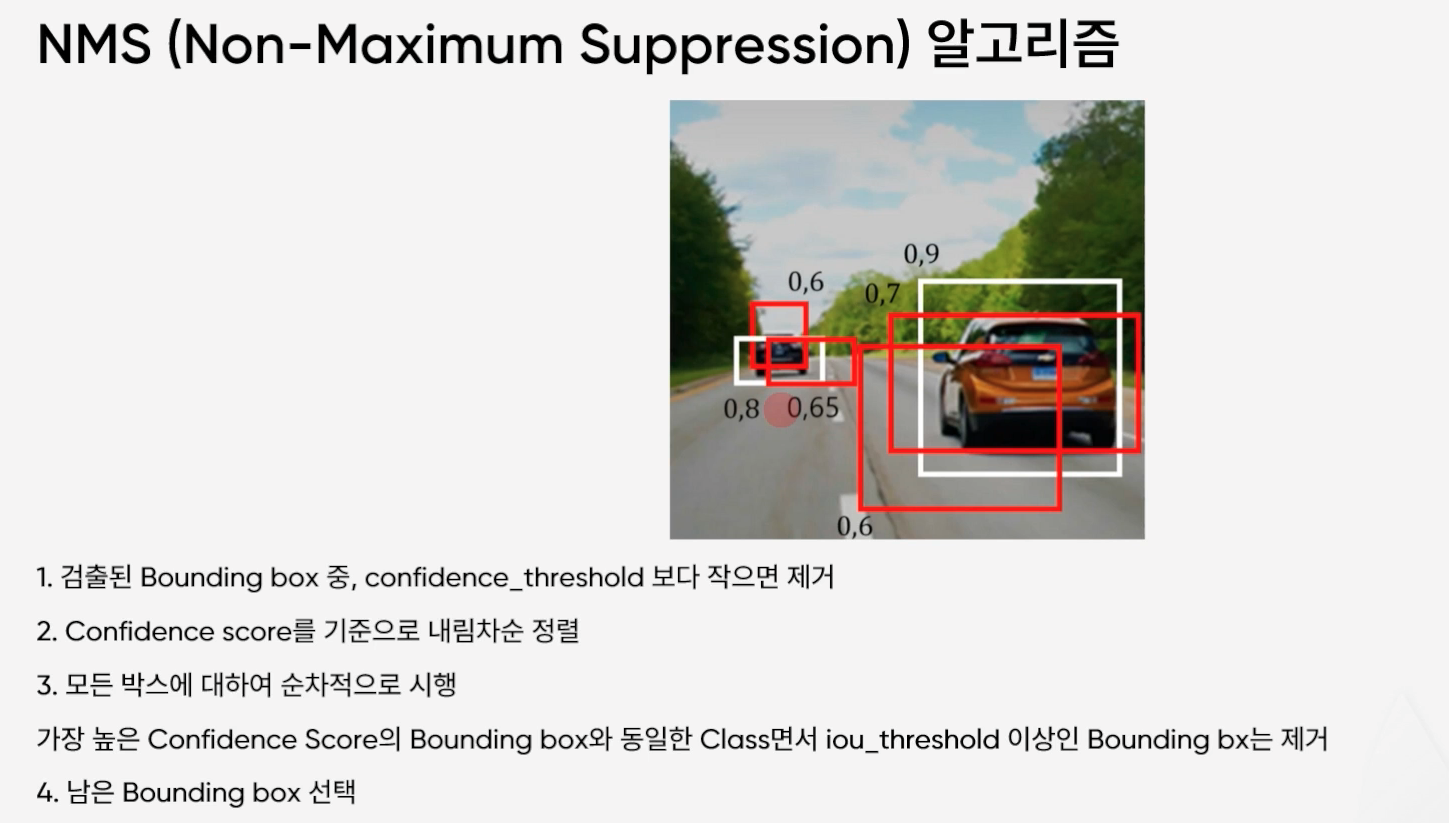 NMS (Non-Maximum Suppression) 알고리즘
0,9
0,6
0,7
0,8
0,65
0,6
1. 검출된 Bounding box 중, confidence_threshold 보다 작으면 제거
2. Confidence score를 기준으로 내림차순 정렬
3. 모든 박스에 대하여 순차적으로 시행
가장 높은 Confidence Score의 Bounding box와 동일한 Class면서 iou_threshold 이상인 Bounding bx는 제거
4. 남은 Bounding box 선택